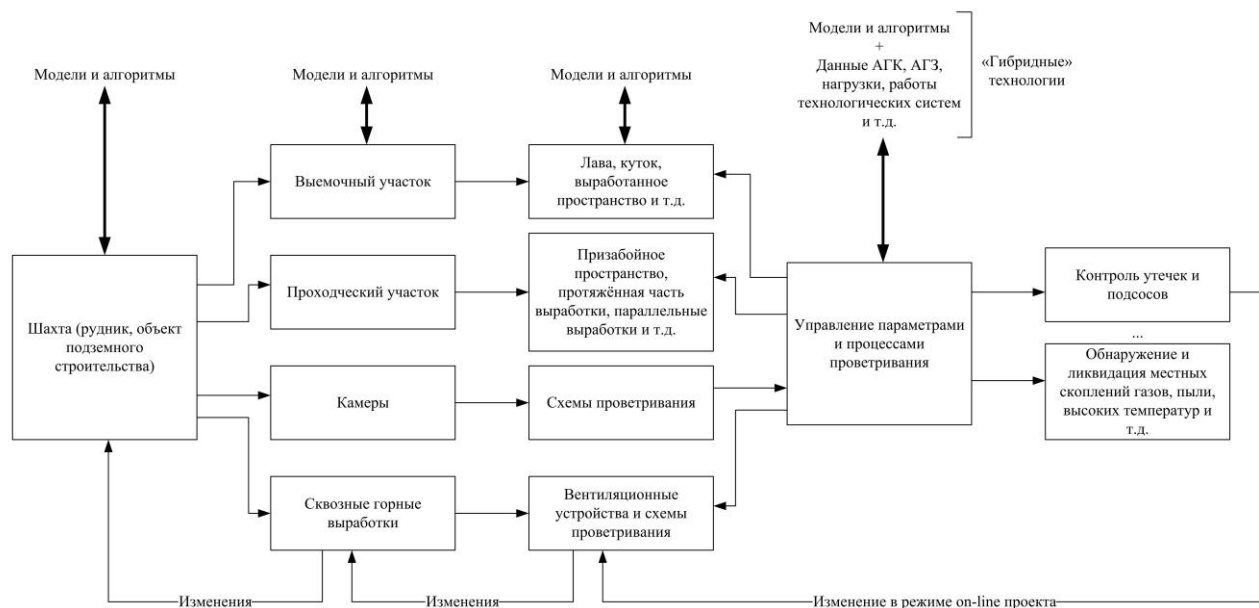 Модели и алгоритмы
Модели и алгоритмы
Модели и алгоритмы
Модели и алгоритмы
+
Данные АГК, АГЗ,
нагрузки, работы
технологических систем
и т.д.
«Гибридные»
технологии
Шахта (рудник, объект
подземного
строительства)
Выемочный участок
Лава, куток,
выработанное
пространство и т.д.
Проходческий участок
Призабойное
пространство,
протяжённая часть
выработки, параллельные
выработки и т.д.
Камеры
Схемы проветривания
Сквозные горные
выработки
Вентиляционные
устройства и схемы
проветривания
Управление параметрами
и процессами
проветривания
Контроль утечек и
подсосов
...
Обнаружение и
ликвидация местных
скоплений газов, пыли,
высоких температур и
т.д.
Изменения
Изменения
Изменение в режиме on-line проекта